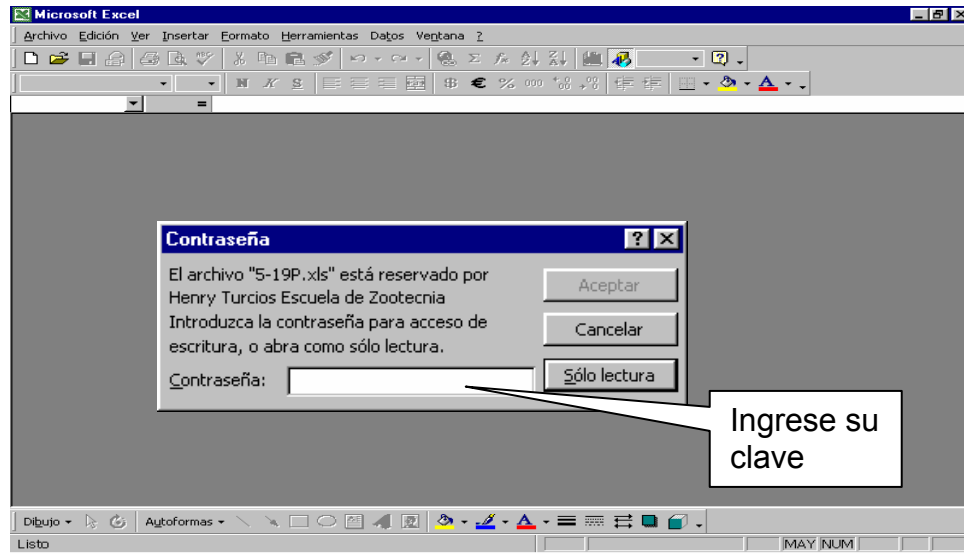 Microsoft Excel
Archivo Edición Ver Insertar Formato Herramientas Datos Ventana ?
N K S € % 000
=
Contraseña
El archivo "5-19P.xls" está reservado por
Henry Turcios Escuela de Zootecnia
Introduzca la contraseña para acceso de
escritura, o abra como sólo lectura.
Contraseña:
Aceptar
Cancelar
Sólo lectura
Ingrese su
clave
Dibujo Autoformas
Listo
MAY NUM